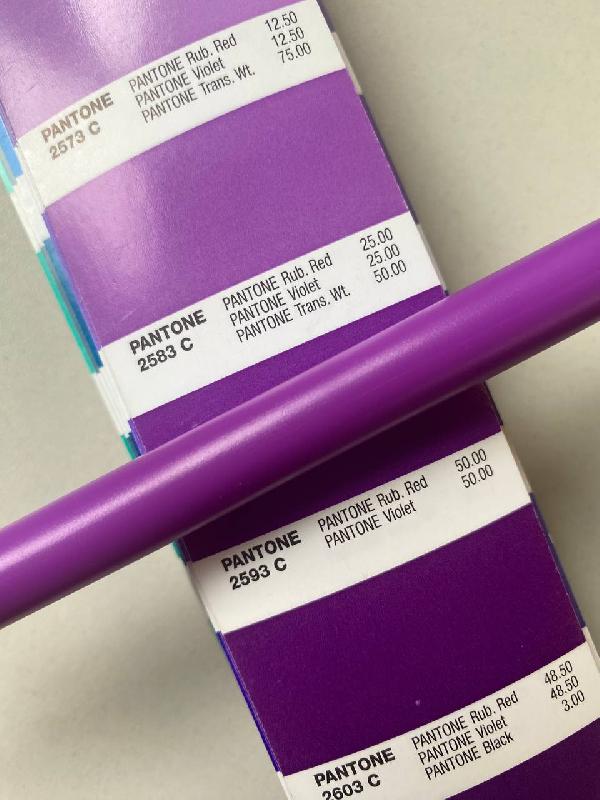 PANTONE
2573 C
PANTONE Rub. Red 12.50
PANTONE Violet 12.50
PANTONE Trans. Wt. 75.00
PANTONE
2583 C
PANTONE Rub. Red 25.00
PANTONE Violet 25.00
PANTONE Trans. Wt. 50.00
PANTONE
2593 C
PANTONE Rub. Red 50.00
PANTONE Violet 50.00
PANTONE
2603 C
PANTONE Rub. Red 48.50
PANTONE Violet 48.50
PANTONE Black 3.00